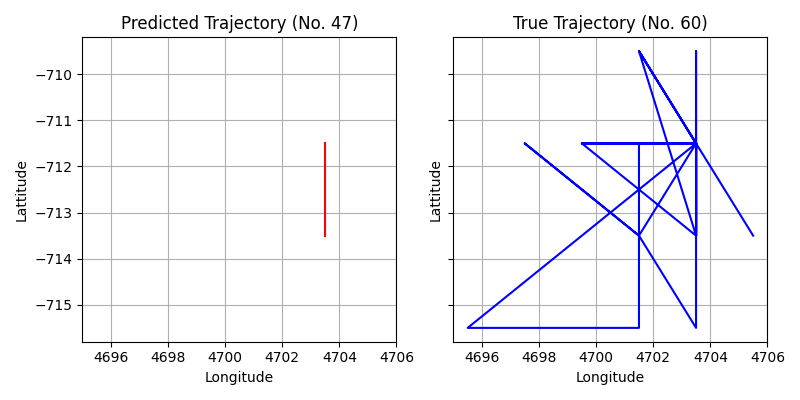 Predicted Trajectory (No. 47)
True Trajectory (No. 60)
Lattitude
−710
−711
−712
−713
−714
−715
4696 4698 4700 4702 4704 4706
Longitude
Lattitude
4696 4698 4700 4702 4704 4706
Longitude